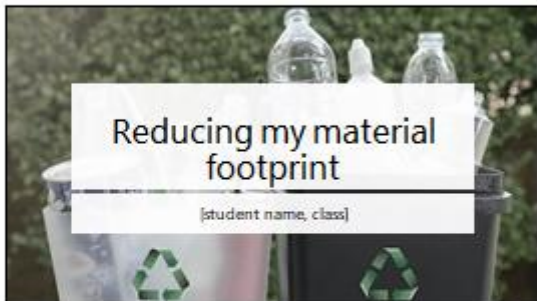 Reducing my material
footprint
[student name, class]